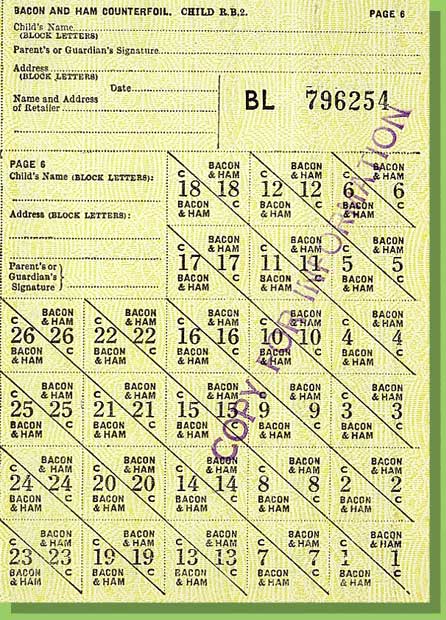 BACON AND HAM COUNTERFOIL. CHILD R.B.2. PAGE 6
Child's Name
(BLOCK LETTERS)
Parent's or Guardian's Signature
Address
(BLOCK LETTERS)
Date
Name and Address
of Retailer
BL 796254
PAGE 6
Child's Name (BLOCK LETTERS):
Address (BLOCK LETTERS):
Parent's or
Guardian's
Signature
COPY FOR INFORMATION
C BACON & HAM C BACON & HAM C BACON & HAM
18 18 12 12 6 6
BACON & HAM C BACON & HAM C BACON & HAM C
C BACON & HAM C BACON & HAM C BACON & HAM
17 17 11 11 5 5
BACON & HAM C BACON & HAM C BACON & HAM C
C BACON & HAM C BACON & HAM C BACON & HAM C BACON & HAM C BACON & HAM
26 26 22 22 16 16 10 10 4 4
BACON & HAM C BACON & HAM C BACON & HAM C BACON & HAM C BACON & HAM C
C BACON & HAM C BACON & HAM C BACON & HAM C BACON & HAM C BACON & HAM
25 25 21 21 15 15 9 9 3 3
BACON & HAM C BACON & HAM C BACON & HAM C BACON & HAM C BACON & HAM C
C BACON & HAM C BACON & HAM C BACON & HAM C BACON & HAM C BACON & HAM
24 24 20 20 14 14 8 8 2 2
BACON & HAM C BACON & HAM C BACON & HAM C BACON & HAM C BACON & HAM C
C BACON & HAM C BACON & HAM C BACON & HAM C BACON & HAM C BACON & HAM
23 23 19 19 13 13 7 7 1 1
BACON & HAM C BACON & HAM C BACON & HAM C BACON & HAM C BACON & HAM C